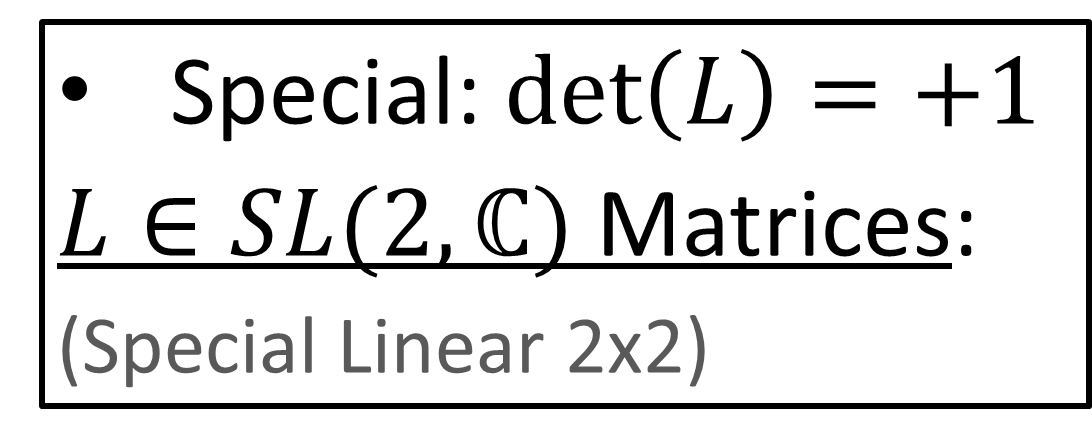 • Special: det(𝐿) = +1
𝐿 ∈ 𝑆𝐿(2, ℂ) Matrices:
(Special Linear 2x2)